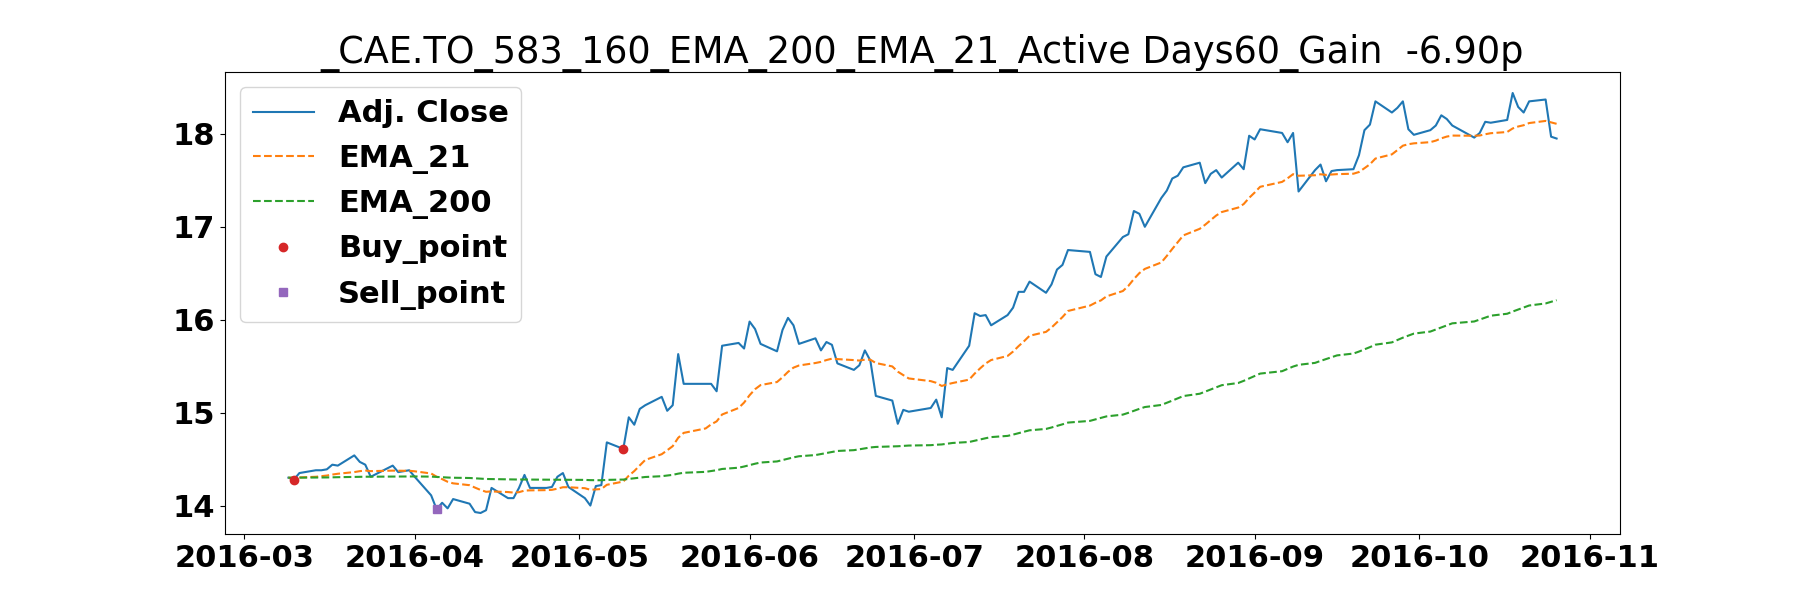 _CAE.TO_583_160_EMA_200_EMA_21_Active Days60_Gain  -6.90p
Adj. Close
EMA_21
EMA_200
Buy_point
Sell_point
18
17
16
15
14
2016-03 2016-04 2016-05 2016-06 2016-07 2016-08 2016-09 2016-10 2016-11